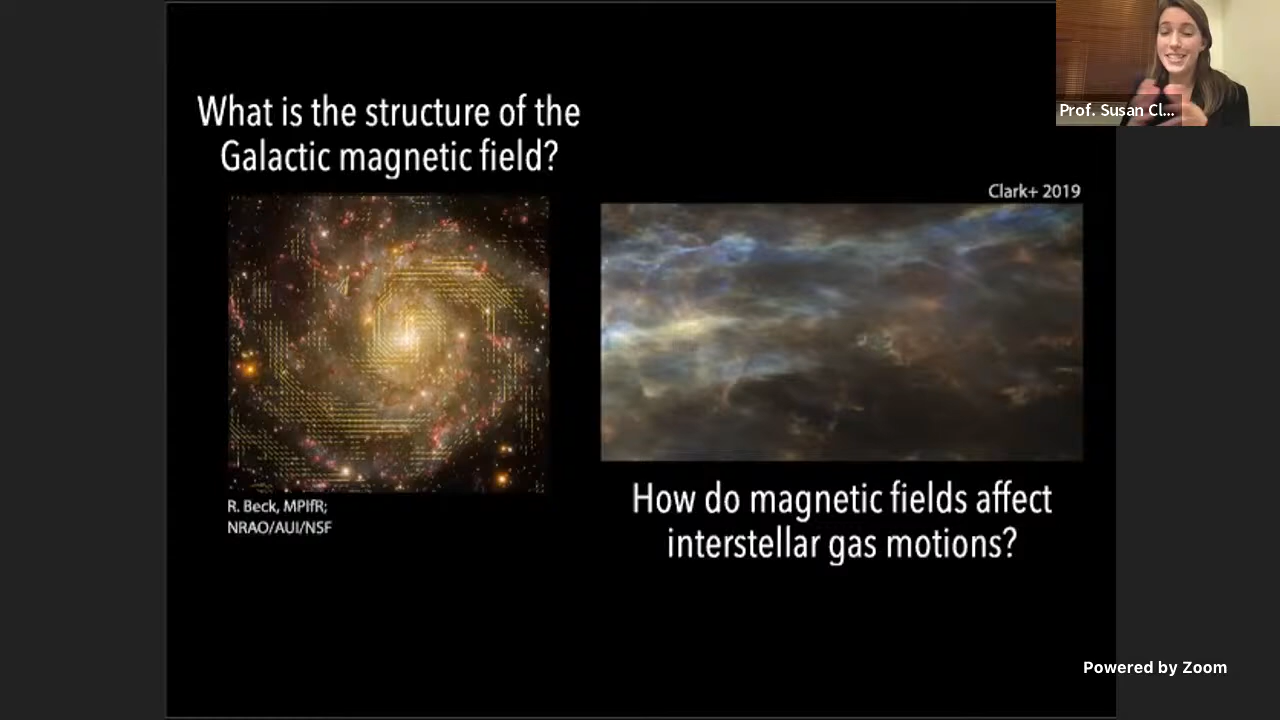 Prof. Susan Cl...
What is the structure of the
Galactic magnetic field?
Clark+ 2019
R. Beck, MPIfR;
NRAO/AUI/NSF
How do magnetic fields affect
interstellar gas motions?
Powered by Zoom